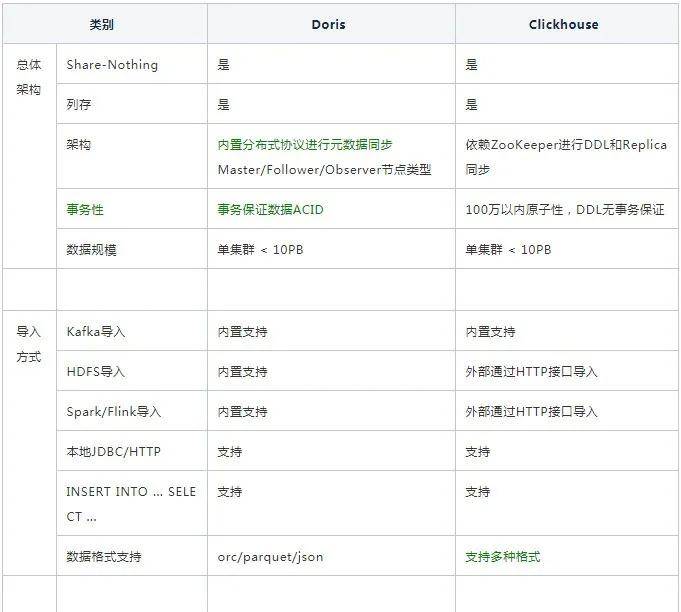 类别 Doris Clickhouse
总体架构
Share-Nothing 是 是
列存 是 是
架构 内置分布式协议进行元数据同步 依赖ZooKeeper进行DDL和Replica
Master/Follower/Observer节点类型 同步
事务性 事务保证数据ACID 100万以内原子性，DDL无事务保证
数据规模 单集群 < 10PB 单集群 < 10PB
导入方式
Kafka导入 内置支持 内置支持
HDFS导入 内置支持 外部通过HTTP接口导入
Spark/Flink导入 内置支持 外部通过HTTP接口导入
本地JDBC/HTTP 支持 支持
INSERT INTO ... SELE 支持 支持
CT ...
数据格式支持 orc/parquet/json 支持多种格式